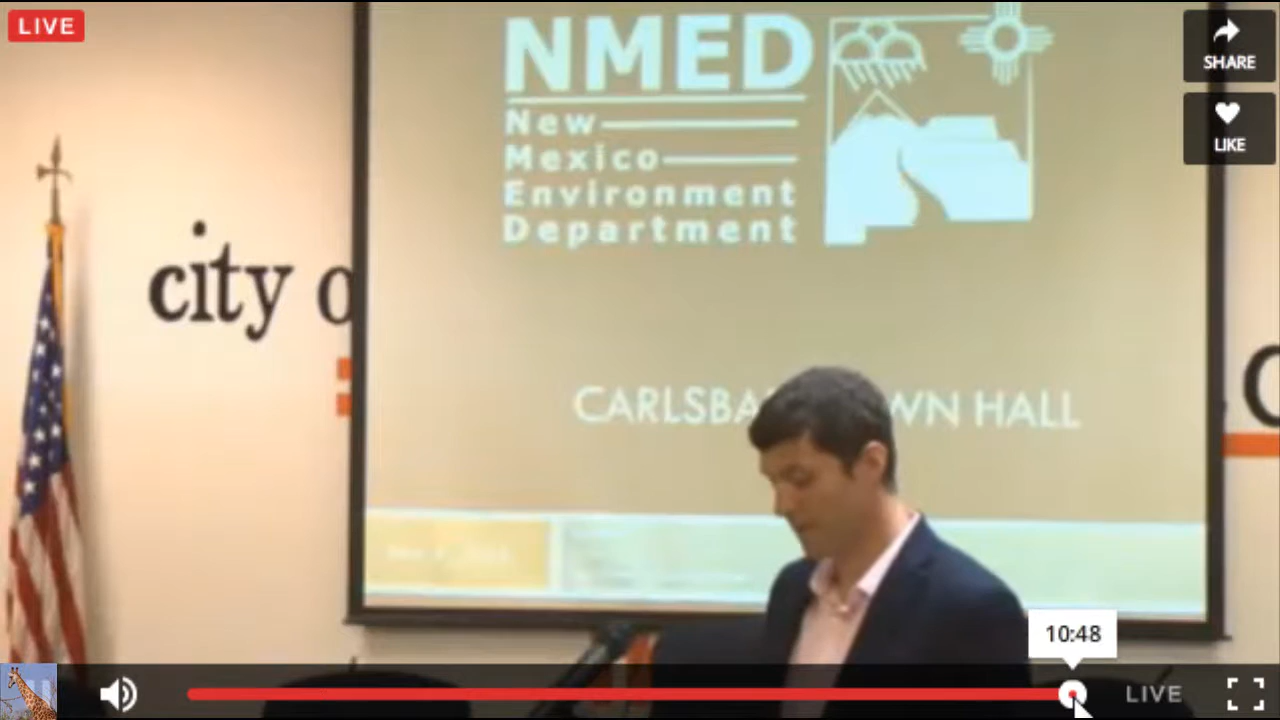 LIVE
NMED
New
Mexico
Environment
Department
SHARE
LIKE
city o
CARLSBA WN HALL
10:48
LIVE